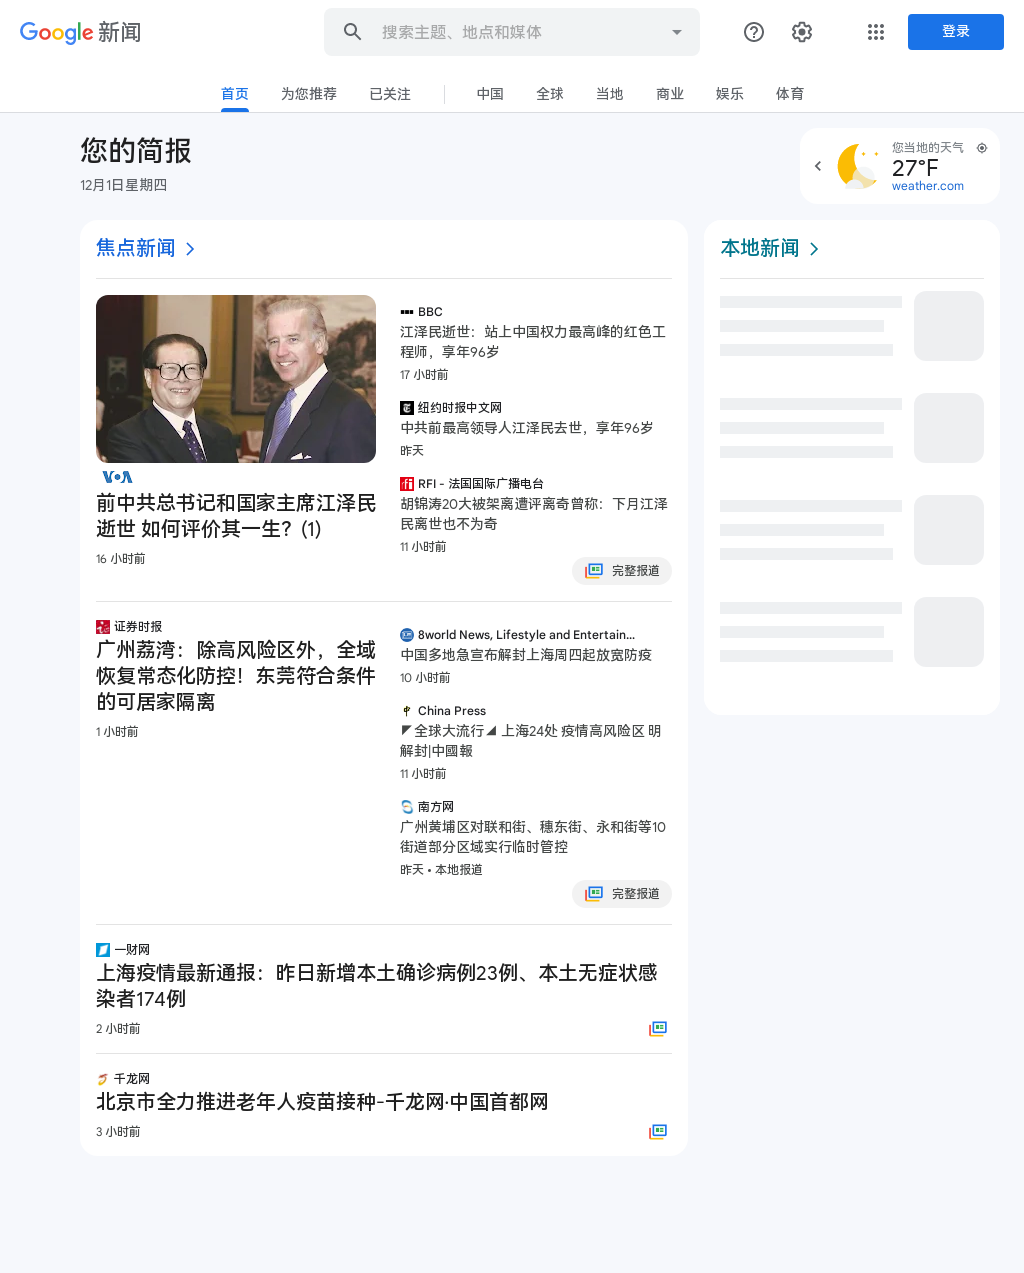 Google 新闻
搜索主题、地点和媒体
登录
首页
为您推荐
已关注
中国
全球
当地
商业
娱乐
体育
您的简报
12月1日星期四
您当地的天气
27°F
weather.com
焦点新闻
VOA
前中共总书记和国家主席江泽民
逝世 如何评价其一生？(1)
16 小时前
BBC
江泽民逝世：站上中国权力最高峰的红色工
程师，享年96岁
17 小时前
纽约时报中文网
中共前最高领导人江泽民去世，享年96岁
昨天
RFI - 法国国际广播电台
胡锦涛20大被架离遭评离奇曾称：下月江泽
民离世也不为奇
11 小时前
完整报道
证券时报
广州荔湾：除高风险区外，全域
恢复常态化防控！东莞符合条件
的可居家隔离
1 小时前
8world News, Lifestyle and Entertain...
中国多地急宣布解封上海周四起放宽防疫
10 小时前
China Press
◤全球大流行◢ 上海24处 疫情高风险区 明
解封|中國報
11 小时前
南方网
广州黄埔区对联和街、穗东街、永和街等10
街道部分区域实行临时管控
昨天 • 本地报道
完整报道
一财网
上海疫情最新通报：昨日新增本土确诊病例23例、本土无症状感
染者174例
2 小时前
千龙网
北京市全力推进老年人疫苗接种-千龙网·中国首都网
3 小时前
本地新闻